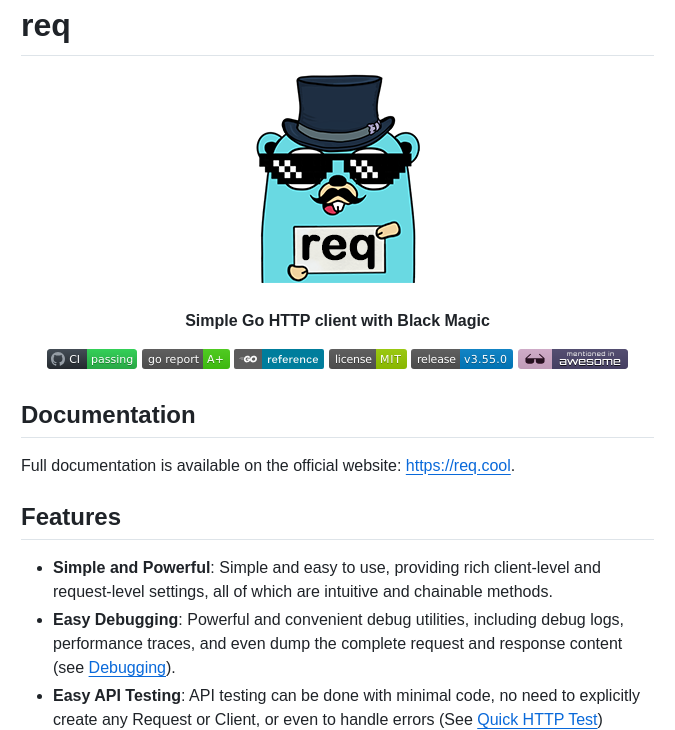 req
req
Simple Go HTTP client with Black Magic
CI passing go report A+ GO reference license MIT release v3.55.0 mentioned in awesome
Documentation
Full documentation is available on the official website: https://req.cool.
Features
• Simple and Powerful: Simple and easy to use, providing rich client-level and
request-level settings, all of which are intuitive and chainable methods.
• Easy Debugging: Powerful and convenient debug utilities, including debug logs,
performance traces, and even dump the complete request and response content
(see Debugging).
• Easy API Testing: API testing can be done with minimal code, no need to explicitly
create any Request or Client, or even to handle errors (See Quick HTTP Test)